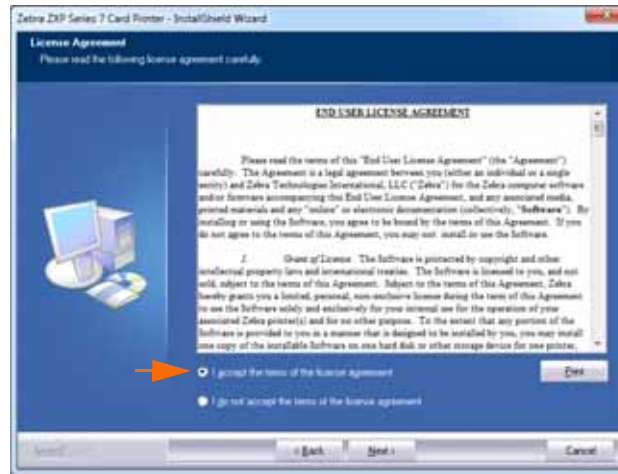 Zebra ZXP Series 7 Card Printer - InstallShield Wizard
License Agreement
Please read the following license agreement carefully.
END USER LICENSE AGREEMENT
Please read the terms of this "End User License Agreement" (the "Agreement")
carefully. The Agreement is a legal agreement between you (either an individual or a single
entity) and Zebra Technologies International, LLC ("Zebra") for the Zebra computer software
and/or firmware accompanying this End User License Agreement, and any associated media,
printed materials and any "online" or electronic documentation (collectively, "Software"). By
installing or using the Software, you agree to be bound by the terms of this Agreement. If you
do not agree to the terms of this Agreement, you may not install or use the Software.
1. Grant of License. The Software is protected by copyright and other
intellectual property laws and international treaties. The Software is licensed to you, and not
sold, subject to the terms of this Agreement. Subject to the terms of this Agreement, Zebra
hereby grants you a limited, personal, non-exclusive license during the term of this Agreement
to use the Software solely and exclusively for your internal use for the operation of your
associated Zebra printer(s) and for no other purpose. To the extent that any portion of the
Software is provided to you in a manner that is designed to be installed by you, you may install
one copy of the installable Software on one hard disk or other storage device for one printer,
I accept the terms of the license agreement
Print
I do not accept the terms of the license agreement
< Back
Next >
Cancel